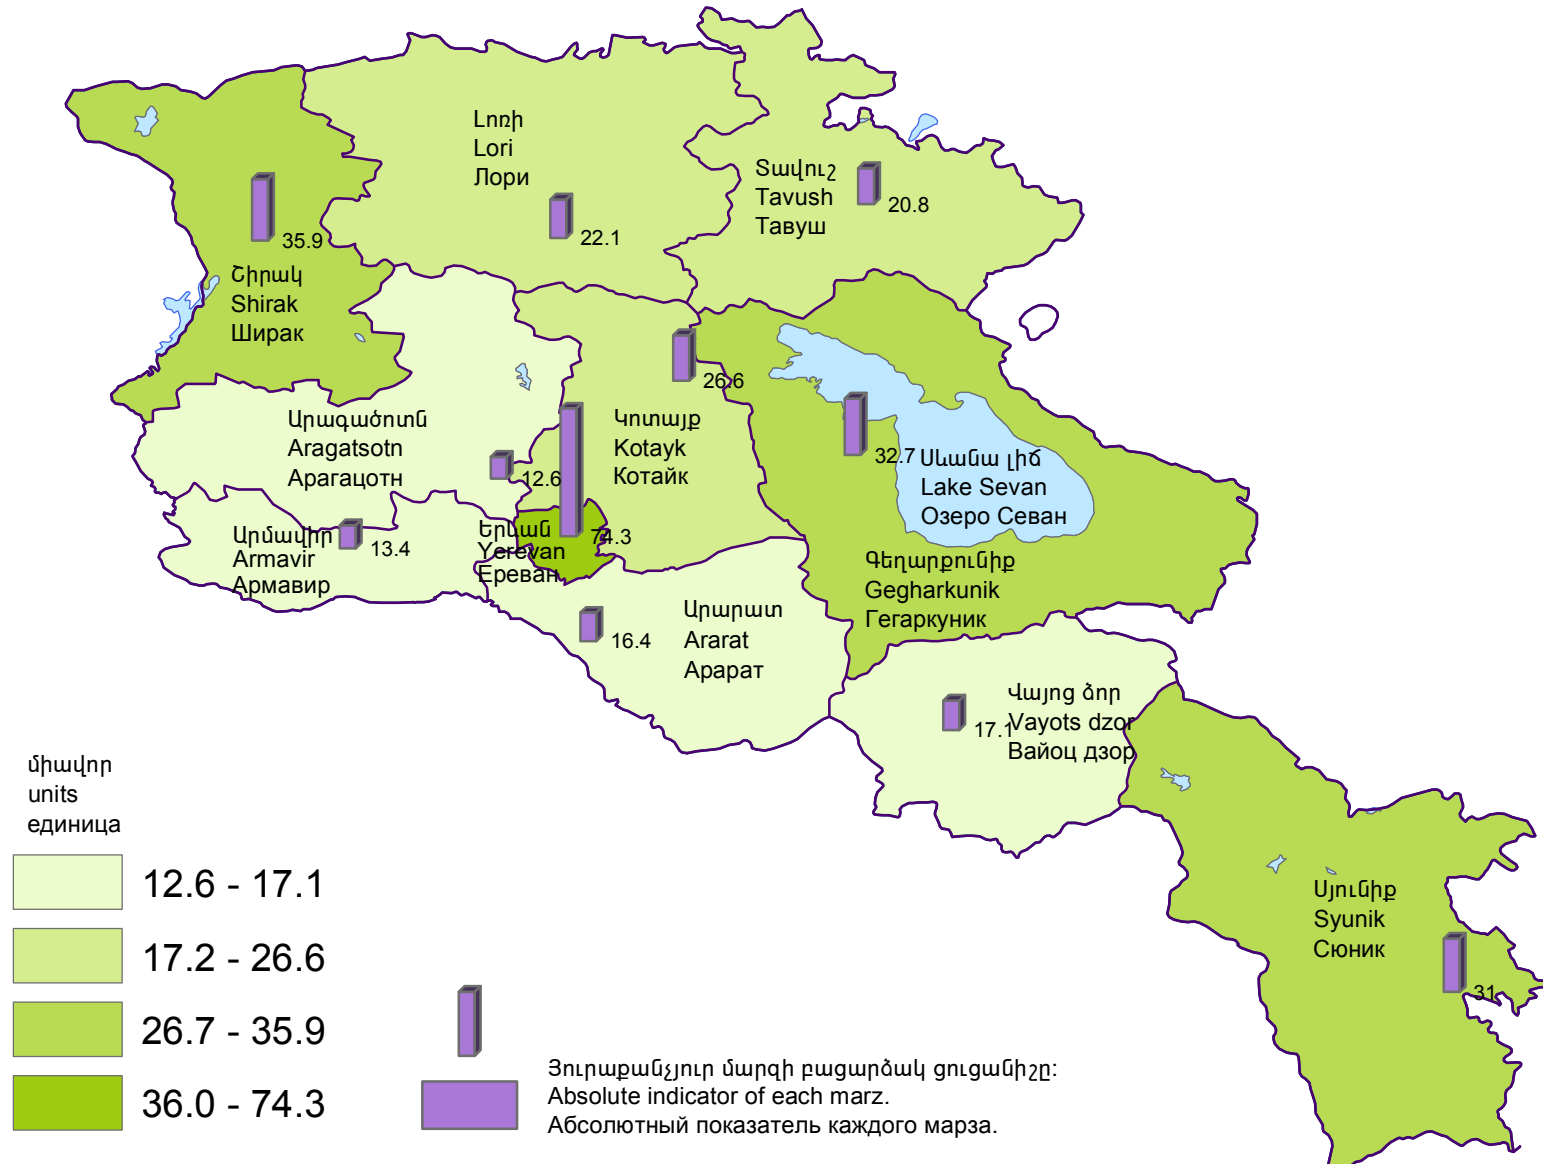 Լոռի
Lori
Лори
22.1
Տավուշ
Tavush
Тавуш
20.8
35.9
Շիրակ
Shirak
Ширак
26.6
Կոտայք
Kotayk
Котайк
Արագածոտն
Aragatsotn
Арагацотн
12.6
32.7
Սևանա լիճ
Lake Sevan
Озеро Севан
Արմավիր
Armavir
Армавир
13.4
Երևան
Yerevan
Ереван
74.3
Գեղարքունիք
Gegharkunik
Гегаркуник
16.4
Արարատ
Ararat
Арарат
17.1
Վայոց ձոր
Vayots dzor
Вайоц дзор
Սյունիք
Syunik
Сюник
31
միավոր
units
единица
12.6 - 17.1
17.2 - 26.6
26.7 - 35.9
36.0 - 74.3
Յուրաքանչյուր մարզի բացարձակ ցուցանիշը:
Absolute indicator of each marz.
Абсолютный показатель каждого марза.